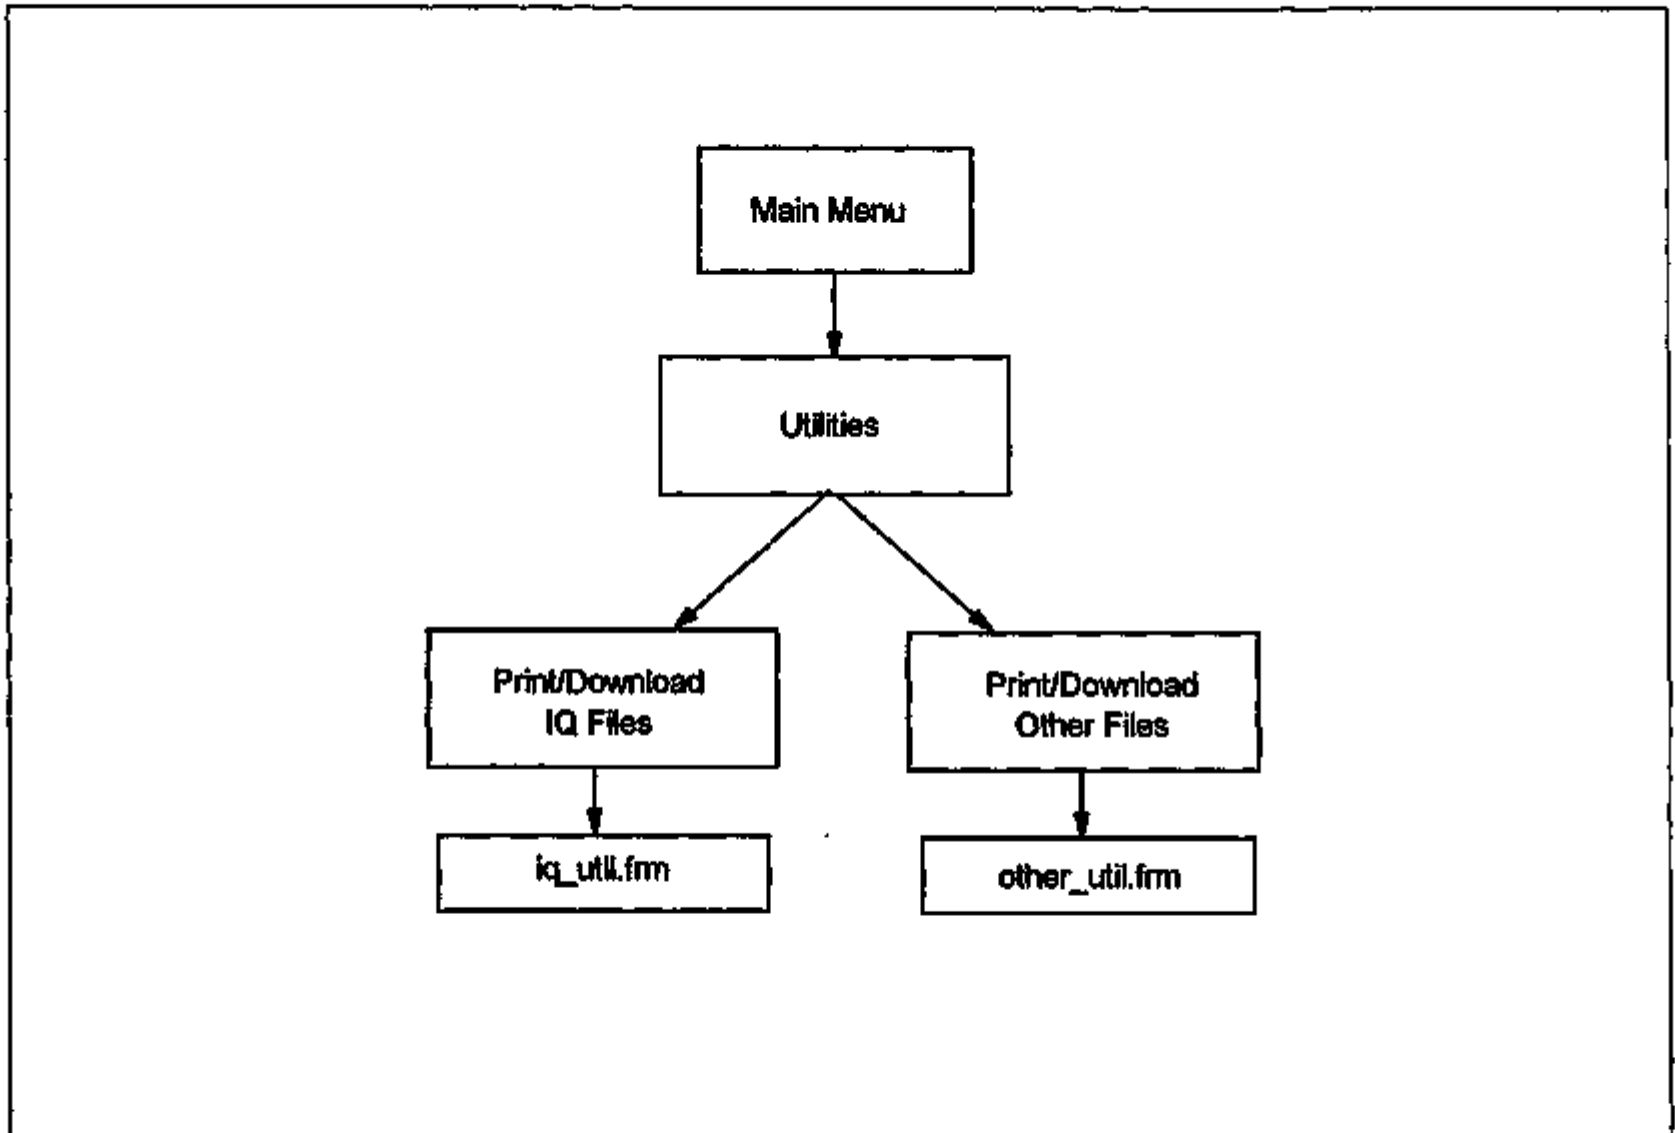 Main Menu
Utilities
Print/Download
IQ Files
Print/Download
Other Files
iq_util.frm
other_util.frm